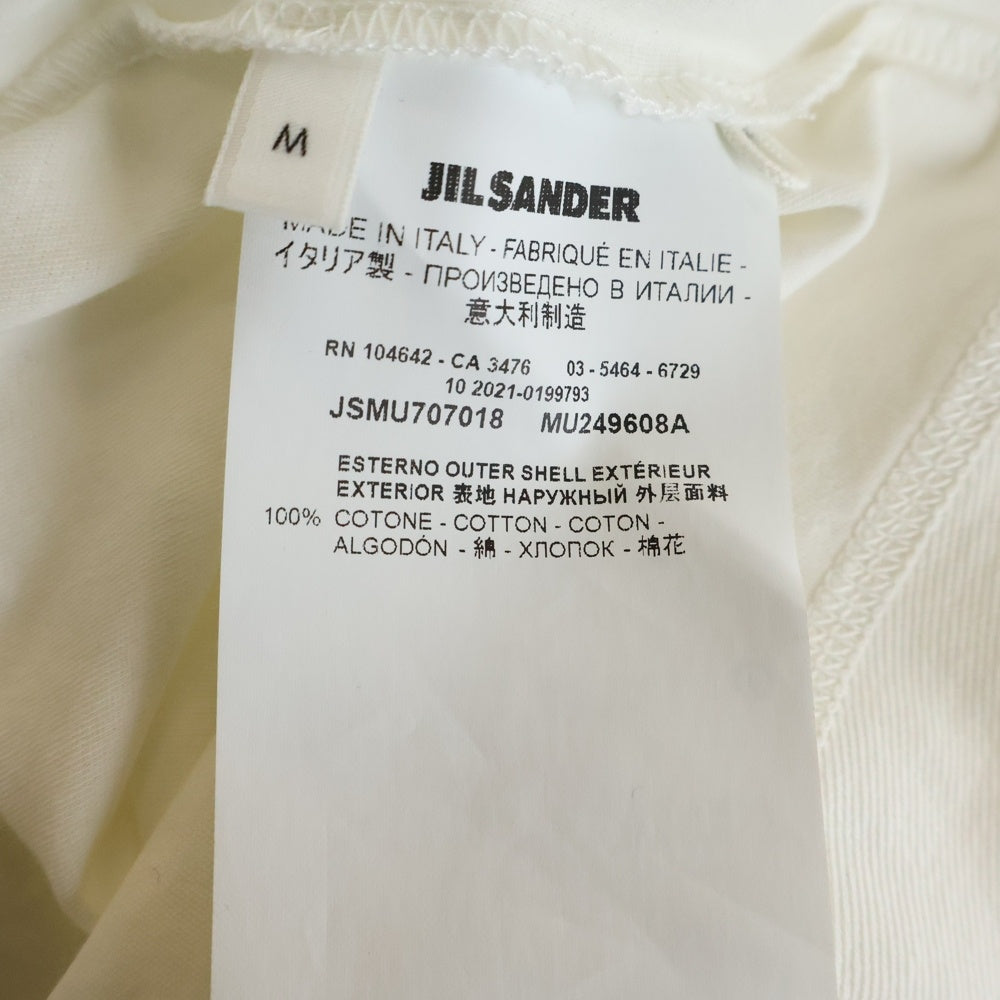 M
JIL SANDER
MADE IN ITALY - FABRIQUÉ EN ITALIE -
イタリア製 - ПРОИЗВЕДЕНО В ИТАЛИИ -
意大利制造
RN 104642 - CA 3476 03 - 5464 - 6729
10 2021-0199793
JSMU707018 MU249608A
ESTERNO OUTER SHELL EXTÉRIEUR
EXTERIOR 表地 НАРУЖНЫЙ 外层面料
100% COTONE - COTTON - COTON -
ALGODÓN - 綿 - ХЛОПОК - 棉花